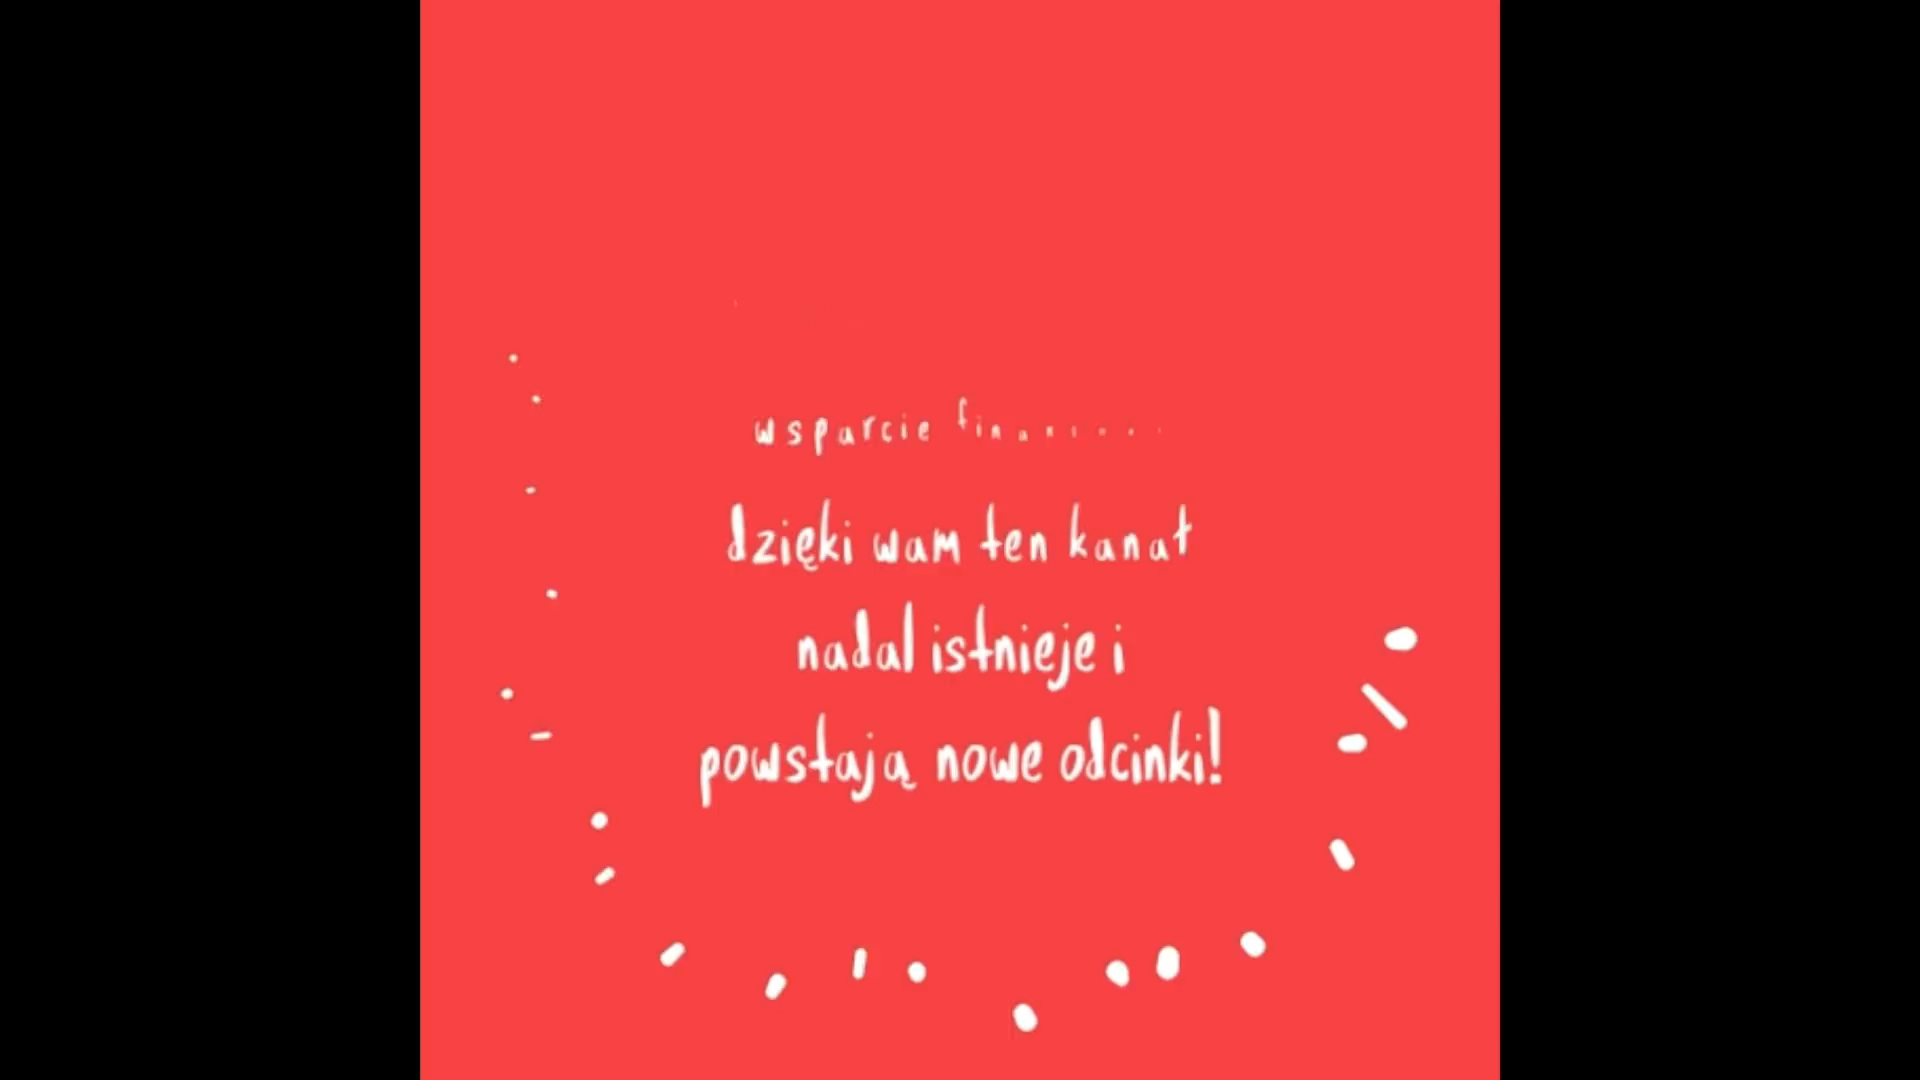 wsparcie
dzięki wam ten kanał
nadal istnieje i
powstają nowe odcinki!